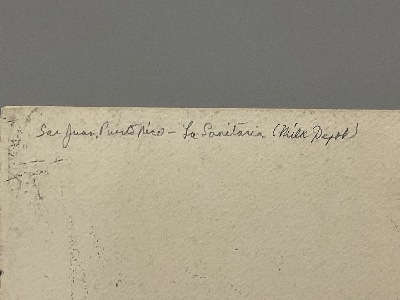 San Juan, Puerto Rico - La Sanitaria (Milk Depot)